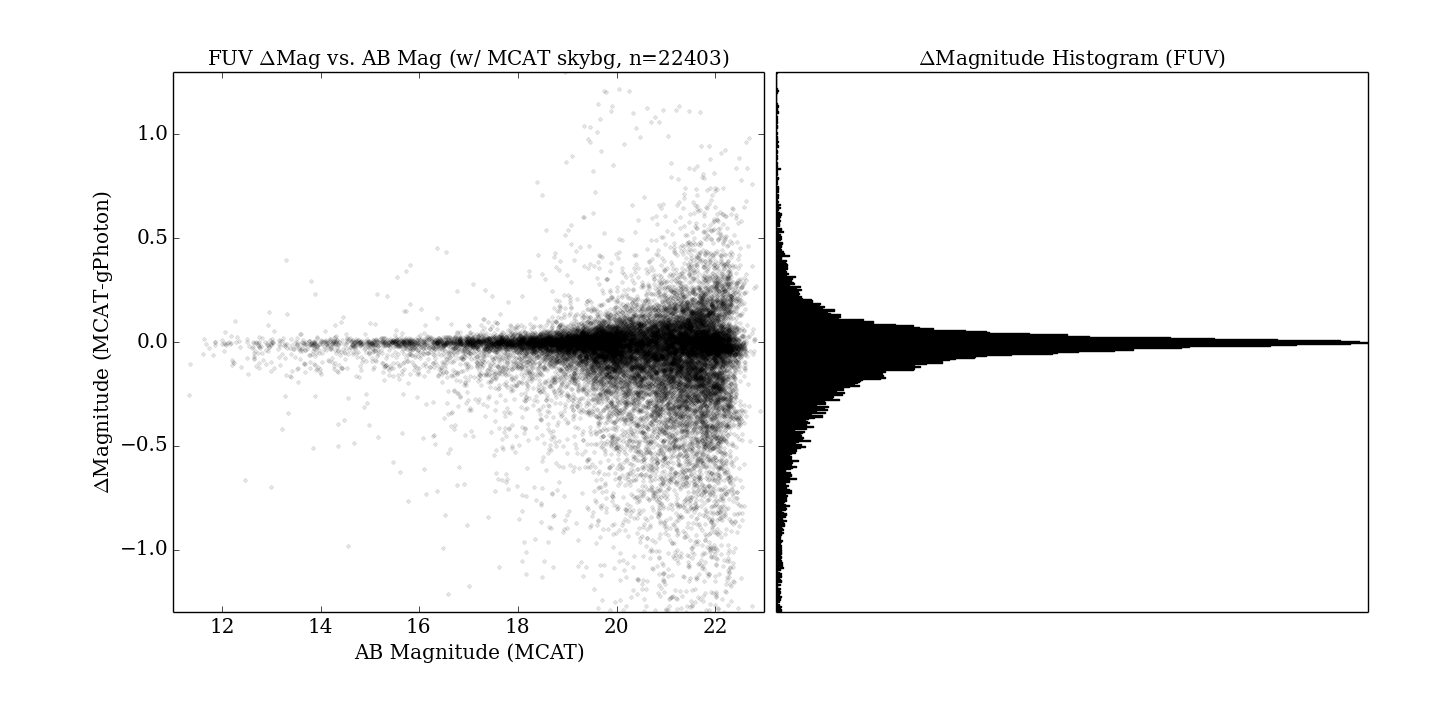 FUV ΔMag vs. AB Mag (w/ MCAT skybg, n=22403)
ΔMagnitude Histogram (FUV)
1.0
0.5
0.0
−0.5
−1.0
ΔMagnitude (MCAT-gPhoton)
12 14 16 18 20 22
AB Magnitude (MCAT)